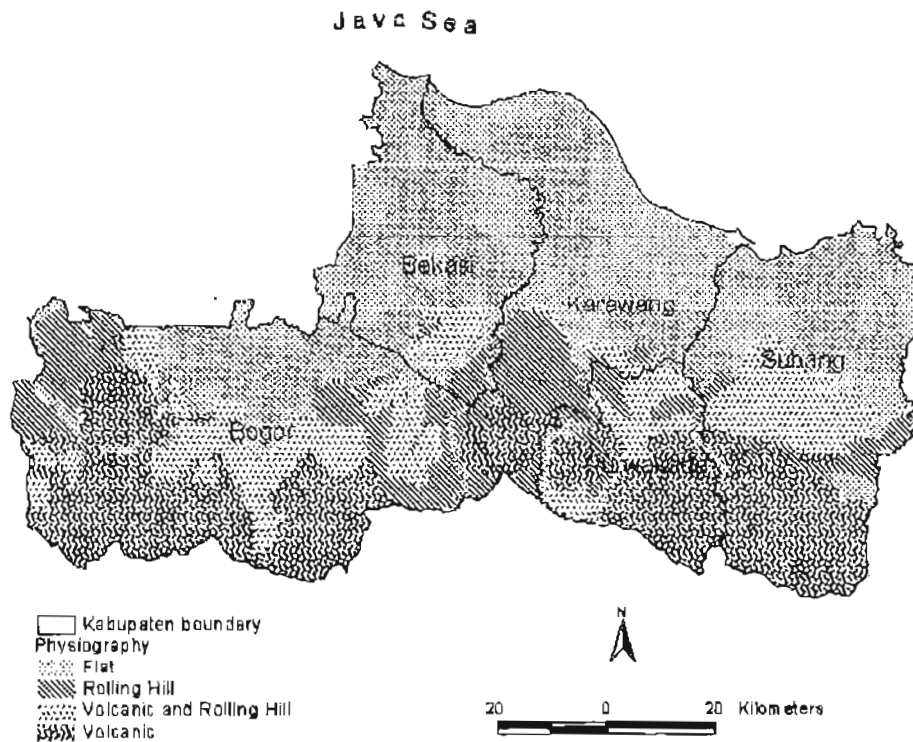 Java Sea
Bekasi
Karawang
Subang
Bogor
Purwakarta
Kabupaten boundary
Physiography
Flat
Rolling Hill
Volcanic and Rolling Hill
Volcanic
N
20 0 20 Kilometers